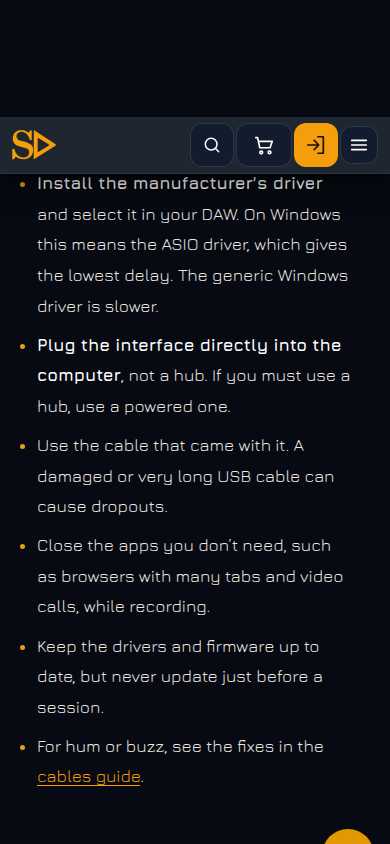 SD
Install the manufacturer's driver
and select it in your DAW. On Windows
this means the ASIO driver, which gives
the lowest delay. The generic Windows
driver is slower.
Plug the interface directly into the
computer, not a hub. If you must use a
hub, use a powered one.
Use the cable that came with it. A
damaged or very long USB cable can
cause dropouts.
Close the apps you don't need, such
as browsers with many tabs and video
calls, while recording.
Keep the drivers and firmware up to
date, but never update just before a
session.
For hum or buzz, see the fixes in the
cables guide.